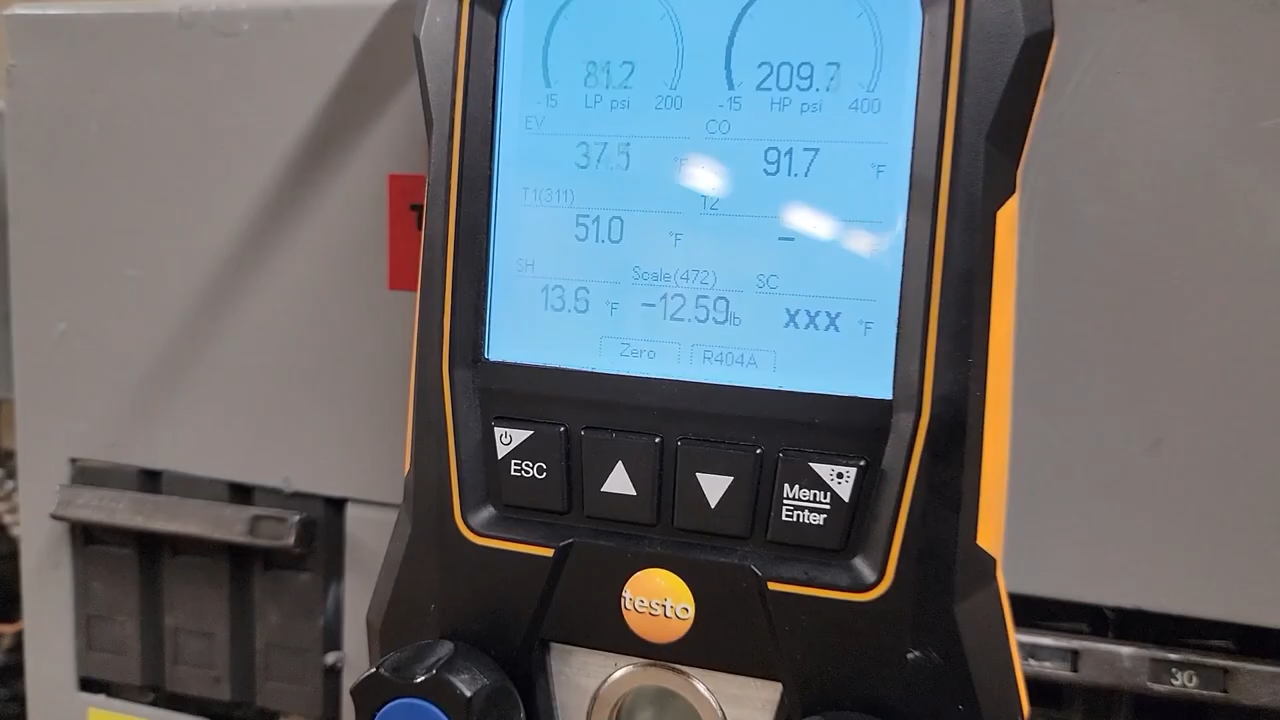 81.2 209.7
-15 LP psi 200 -15 HP psi 400
EV CO
37.5 °F 91.7 °F
T1(311) T2
51.0 °F –
SH Scale(472) SC
13.6 °F -12.59 lb xxx °F
Zero R404A
ESC Menu
Enter
testo
30